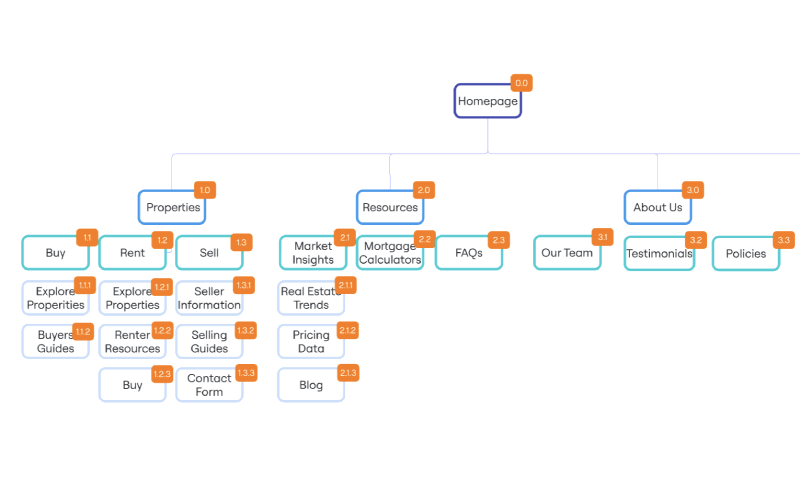 0.0
Homepage
1.0
Properties
2.0
Resources
3.0
About Us
1.1
Buy
1.2
Rent
1.3
Sell
2.1
Market
Insights
2.2
Mortgage
Calculators
2.3
FAQs
3.1
Our Team
3.2
Testimonials
3.3
Policies
1.1.1
Explore
Properities
1.2.1
Explore
Properties
1.3.1
Seller
Information
2.1.1
Real Estate
Trends
1.1.2
Buyers
Guides
1.2.2
Renter
Resources
1.3.2
Selling
Guides
2.1.2
Pricing
Data
1.2.3
Buy
1.3.3
Contact
Form
2.1.3
Blog